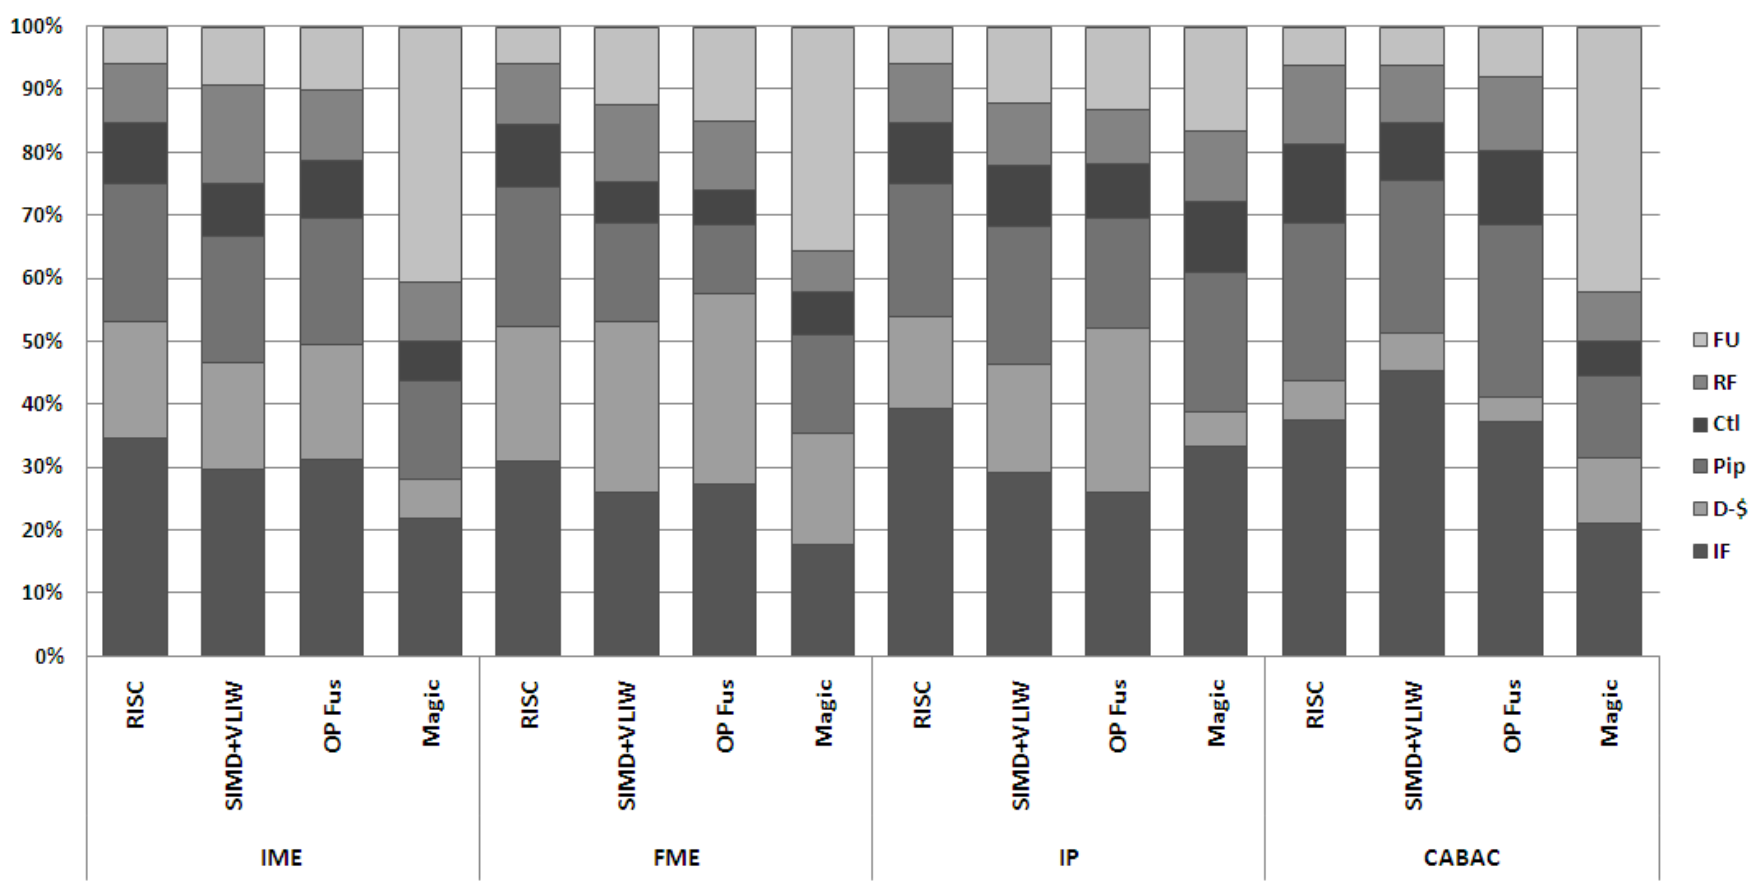 100%
90%
80%
70%
60%
50%
40%
30%
20%
10%
0%
FU
RF
Ctl
Pip
D-$
IF
RISC
SIMD+VLIW
OP Fus
Magic
RISC
SIMD+VLIW
OP Fus
Magic
RISC
SIMD+VLIW
OP Fus
Magic
RISC
SIMD+VLIW
OP Fus
Magic
IME
FME
IP
CABAC